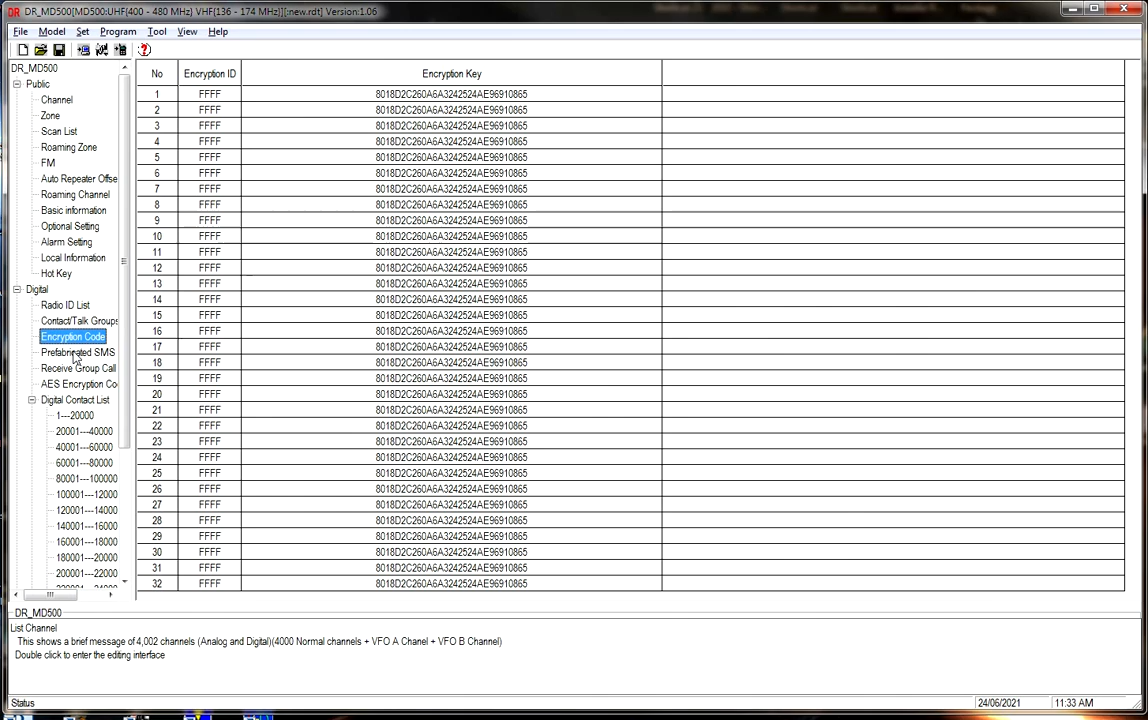 DR_MD500[MD500:UHF(400 - 480 MHz) VHF(136 - 174 MHz)][:new.rdt] Version:1.06
File Model Set Program Tool View Help
DR_MD500
Public
Channel
Zone
Scan List
Roaming Zone
FM
Auto Repeater Offse
Roaming Channel
Basic information
Optional Setting
Alarm Setting
Local Information
Hot Key
Digital
Radio ID List
Contact/Talk Groups
Encryption Code
Prefabricated SMS
Receive Group Call
AES Encryption Co
Digital Contact List
1---20000
20001---40000
40001---60000
60001---80000
80001---100000
100001---12000
120001---14000
140001---16000
160001---18000
180001---20000
200001---22000
No Encryption ID Encryption Key
1 FFFF 8018D2C260A6A3242524AE96910865
2 FFFF 8018D2C260A6A3242524AE96910865
3 FFFF 8018D2C260A6A3242524AE96910865
4 FFFF 8018D2C260A6A3242524AE96910865
5 FFFF 8018D2C260A6A3242524AE96910865
6 FFFF 8018D2C260A6A3242524AE96910865
7 FFFF 8018D2C260A6A3242524AE96910865
8 FFFF 8018D2C260A6A3242524AE96910865
9 FFFF 8018D2C260A6A3242524AE96910865
10 FFFF 8018D2C260A6A3242524AE96910865
11 FFFF 8018D2C260A6A3242524AE96910865
12 FFFF 8018D2C260A6A3242524AE96910865
13 FFFF 8018D2C260A6A3242524AE96910865
14 FFFF 8018D2C260A6A3242524AE96910865
15 FFFF 8018D2C260A6A3242524AE96910865
16 FFFF 8018D2C260A6A3242524AE96910865
17 FFFF 8018D2C260A6A3242524AE96910865
18 FFFF 8018D2C260A6A3242524AE96910865
19 FFFF 8018D2C260A6A3242524AE96910865
20 FFFF 8018D2C260A6A3242524AE96910865
21 FFFF 8018D2C260A6A3242524AE96910865
22 FFFF 8018D2C260A6A3242524AE96910865
23 FFFF 8018D2C260A6A3242524AE96910865
24 FFFF 8018D2C260A6A3242524AE96910865
25 FFFF 8018D2C260A6A3242524AE96910865
26 FFFF 8018D2C260A6A3242524AE96910865
27 FFFF 8018D2C260A6A3242524AE96910865
28 FFFF 8018D2C260A6A3242524AE96910865
29 FFFF 8018D2C260A6A3242524AE96910865
30 FFFF 8018D2C260A6A3242524AE96910865
31 FFFF 8018D2C260A6A3242524AE96910865
32 FFFF 8018D2C260A6A3242524AE96910865
DR_MD500
List Channel
This shows a brief message of 4,002 channels (Analog and Digital)(4000 Normal channels + VFO A Chanel + VFO B Channel)
Double click to enter the editing interface
Status 24/06/2021 11:33 AM